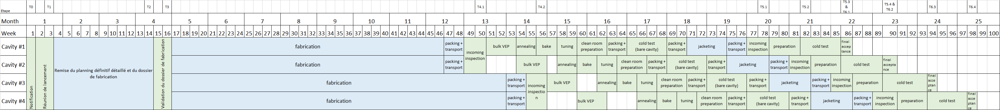 Etape T0 T1 T2 T3 T4.1 T4.2 T5.1 T5.2 T5.3 & T6.1 T5.4 & T6.2 T6.3 T6.4
Month 1 2 3 4 5 6 7 8 9 10 11 12 13 14 15 16 17 18 19 20 21 22 23 24 25
Week 1 2 3 4 5 6 7 8 9 10 11 12 13 14 15 16 17 18 19 20 21 22 23 24 25 26 27 28 29 30 31 32 33 34 35 36 37 38 39 40 41 42 43 44 45 46 47 48 49 50 51 52 53 54 55 56 57 58 59 60 61 62 63 64 65 66 67 68 69 70 71 72 73 74 75 76 77 78 79 80 81 82 83 84 85 86 87 88 89 90 91 92 93 94 95 96 97 98 99 100
Notification
Réunion de lancement
Remise du planning définitif détaillé et du dossier
de fabrication
Validation du dossier de fabrication
Cavity #1 fabrication packing + transport incoming inspection bulk VEP annealing bake tuning clean room preparation packing + transport cold test (bare cavity) packing + transport jacketing packing + transport incoming inspection preparation cold test final accep tance
Cavity #2 fabrication packing + transport bulk VEP annealing bake tuning clean room preparation packing + transport cold test (bare cavity) packing + transport jacketing packing + transport incoming inspection preparation cold test final accepta nce
Cavity #3 fabrication packing + transport incoming inspectio n bulk VEP annealing bake tuning clean room preparation packing + transport cold test (bare cavity) packing + transport jacketing packing + transport incoming inspection preparation cold test final acce ptan ce
Cavity #4 fabrication packing + transport bulk VEP annealing bake tuning clean room preparation packing + transport cold test (bare cavity) packing + transport jacketing packing + transport incoming inspection preparation cold test final acce ptan ce